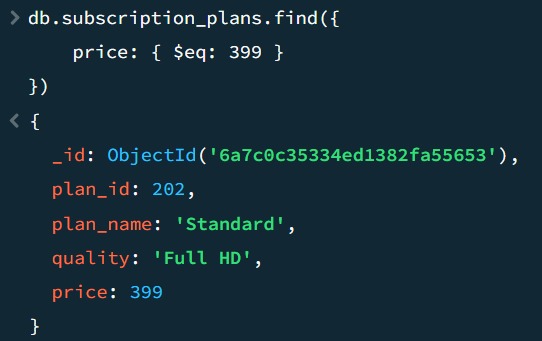 > db.subscription_plans.find({
price: { $eq: 399 }
})
< {
_id: ObjectId('6a7c0c35334ed1382fa55653'),
plan_id: 202,
plan_name: 'Standard',
quality: 'Full HD',
price: 399
}